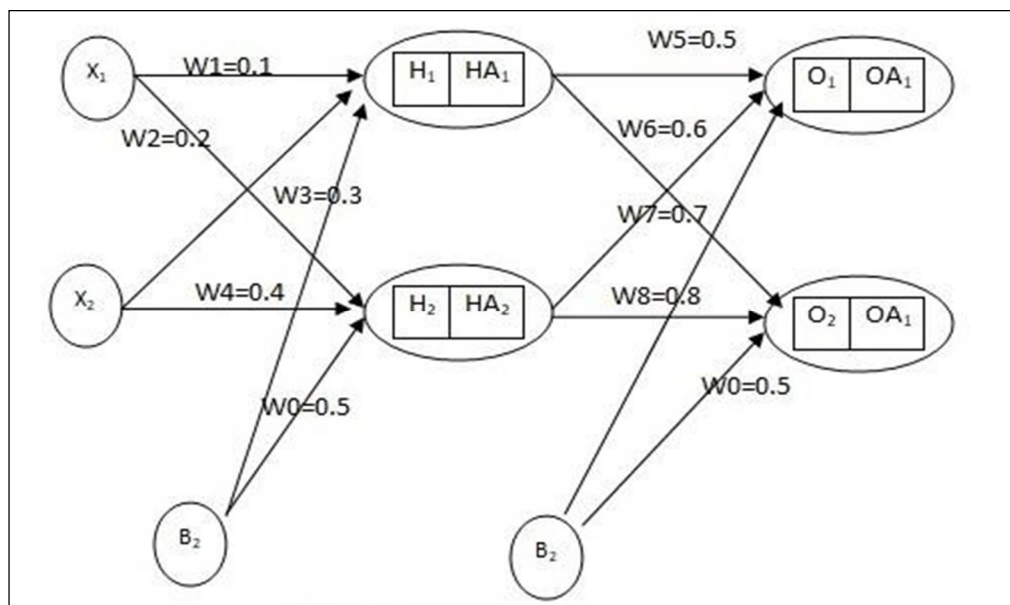 X₁
W1=0.1
H₁ HA₁
W5=0.5
O₁ OA₁
W2=0.2
W6=0.6
W3=0.3
W7=0.7
X₂
W4=0.4
H₂ HA₂
W8=0.8
O₂ OA₁
W0=0.5
W0=0.5
B₂
B₂